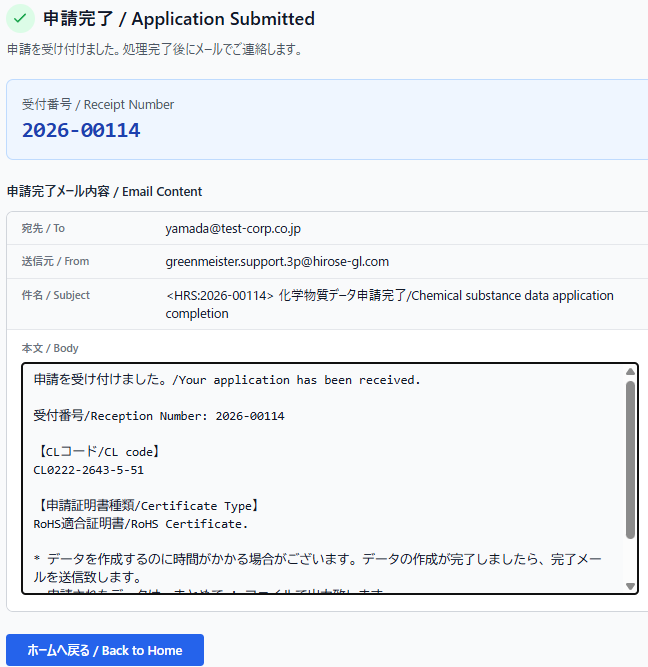 申請完了 / Application Submitted
申請を受け付けました。処理完了後にメールでご連絡します。
受付番号 / Receipt Number
2026-00114
申請完了メール内容 / Email Content
宛先 / To
yamada@test-corp.co.jp
送信元 / From
greenmeister.support.3p@hirose-gl.com
件名 / Subject
<HRS:2026-00114> 化学物質データ申請完了/Chemical substance data application
completion
本文 / Body
申請を受け付けました。/Your application has been received.
受付番号/Reception Number: 2026-00114
【CLコード/CL code】
CL0222-2643-5-51
【申請証明書種類/Certificate Type】
RoHS適合証明書/RoHS Certificate.
* データを作成するのに時間がかかる場合がございます。データの作成が完了しましたら、完了メー
ルを送信致します。
ホームへ戻る / Back to Home